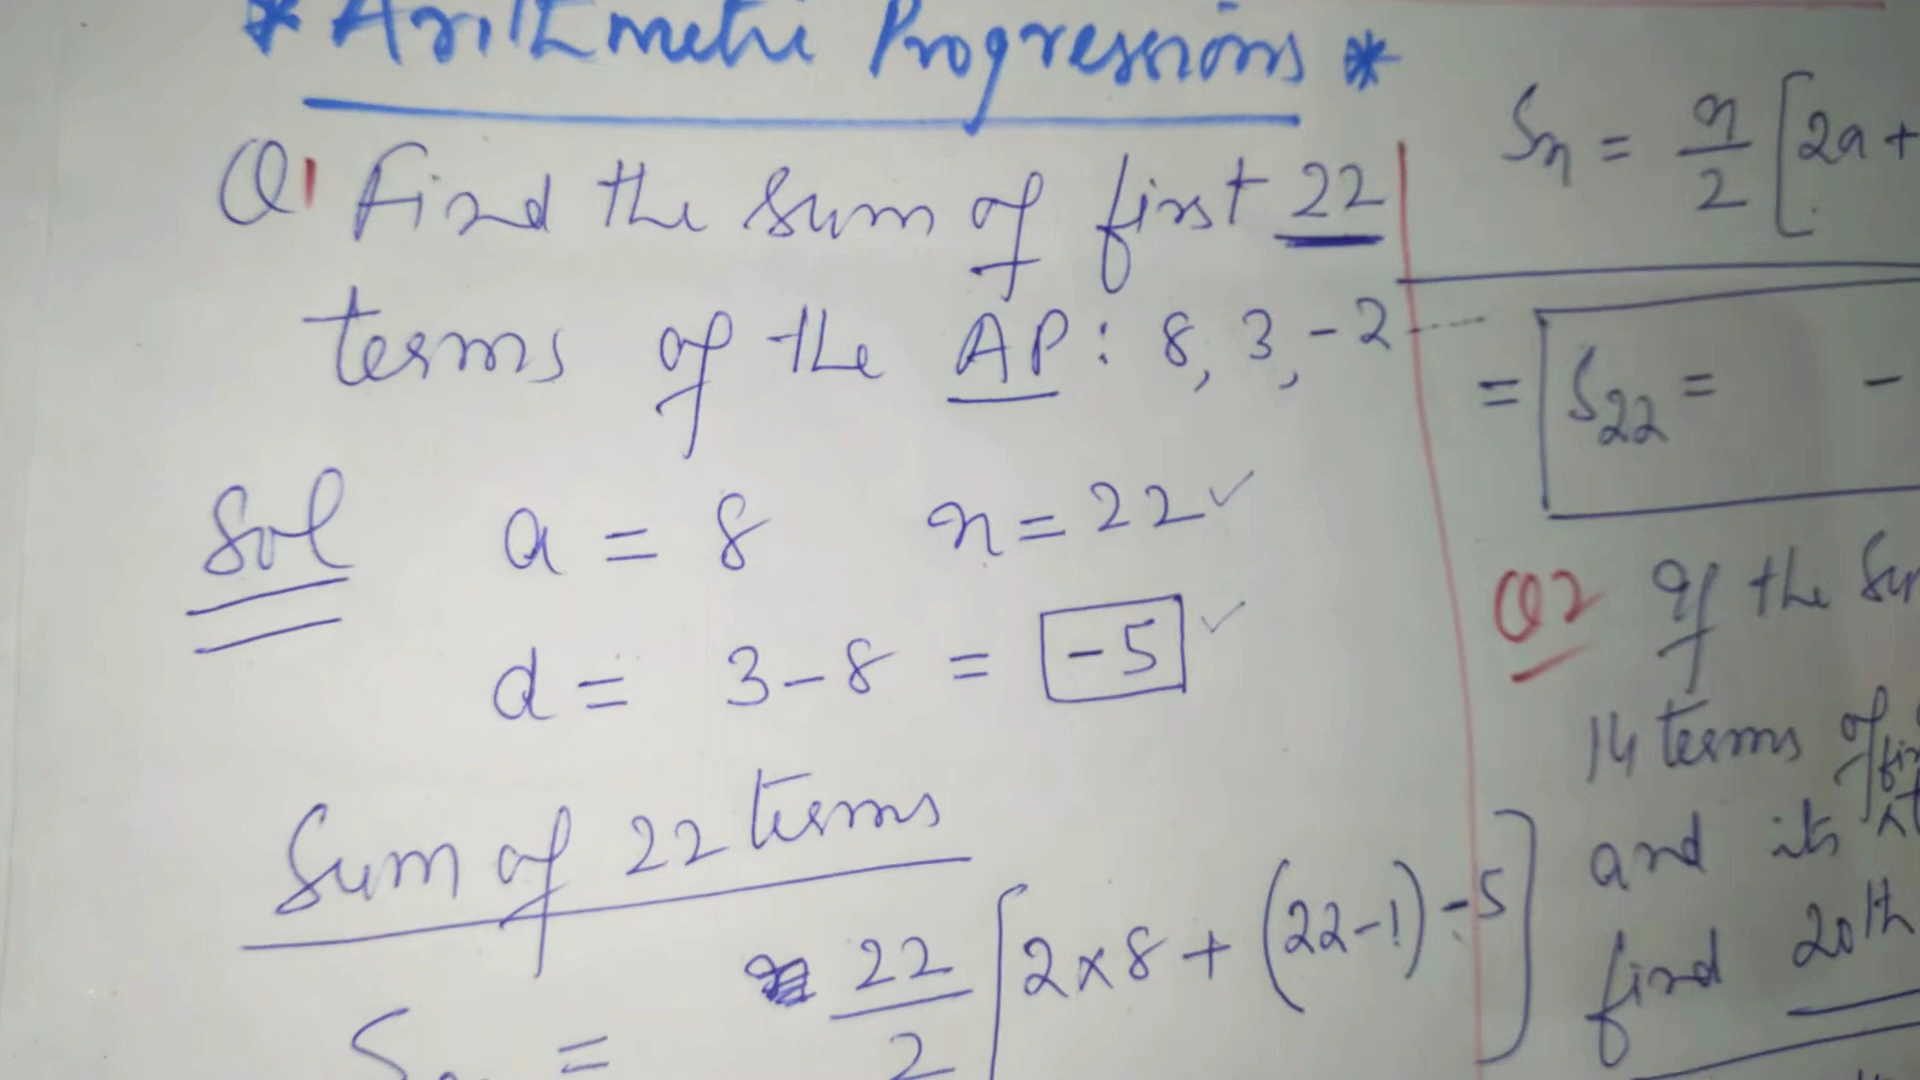 * Arithmetic Progressions *
Q1 Find the sum of first 22
terms of the AP: 8, 3, -2 ......
Sol a = 8 n = 22 ✓
d = 3-8 = -5 ✓
Sum of 22 terms
= 22/2 [2×8 + (22-1) -5]
Sn = n/2 [2a+
= S22 = -
Q2 If the
14 terms of
and its
find 20th